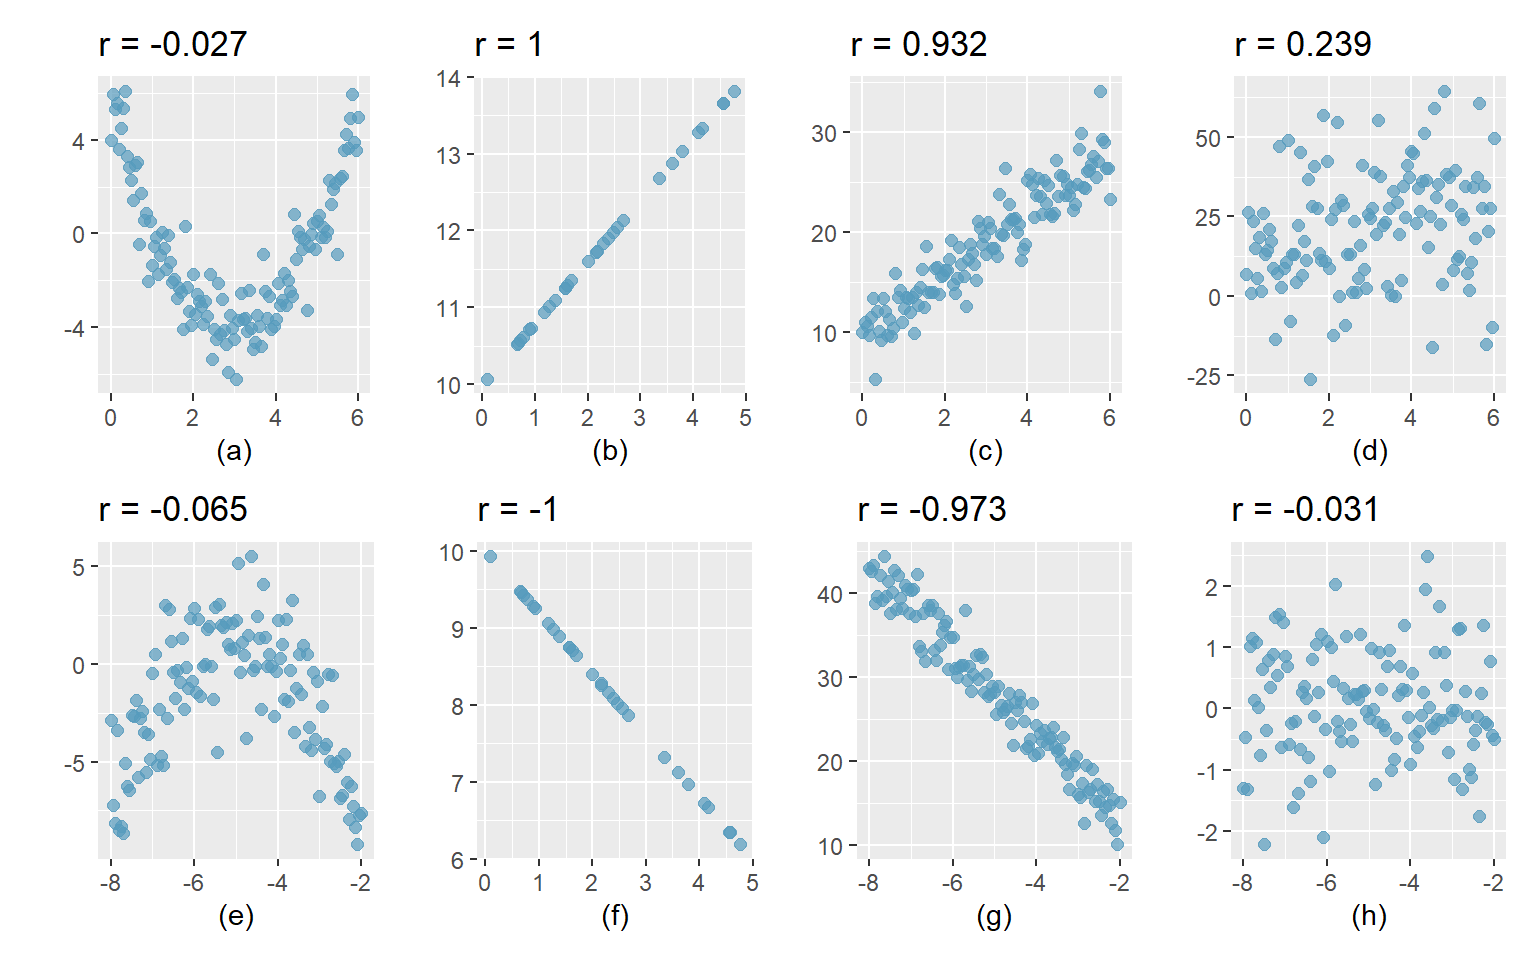 r = -0.027
4
0
-4
0 2 4 6
(a)
r = 1
14
13
12
11
10
0 1 2 3 4 5
(b)
r = 0.932
30
20
10
0 2 4 6
(c)
r = 0.239
50
25
0
-25
0 2 4 6
(d)
r = -0.065
5
0
-5
-8 -6 -4 -2
(e)
r = -1
10
9
8
7
6
0 1 2 3 4 5
(f)
r = -0.973
40
30
20
10
-8 -6 -4 -2
(g)
r = -0.031
2
1
0
-1
-2
-8 -6 -4 -2
(h)